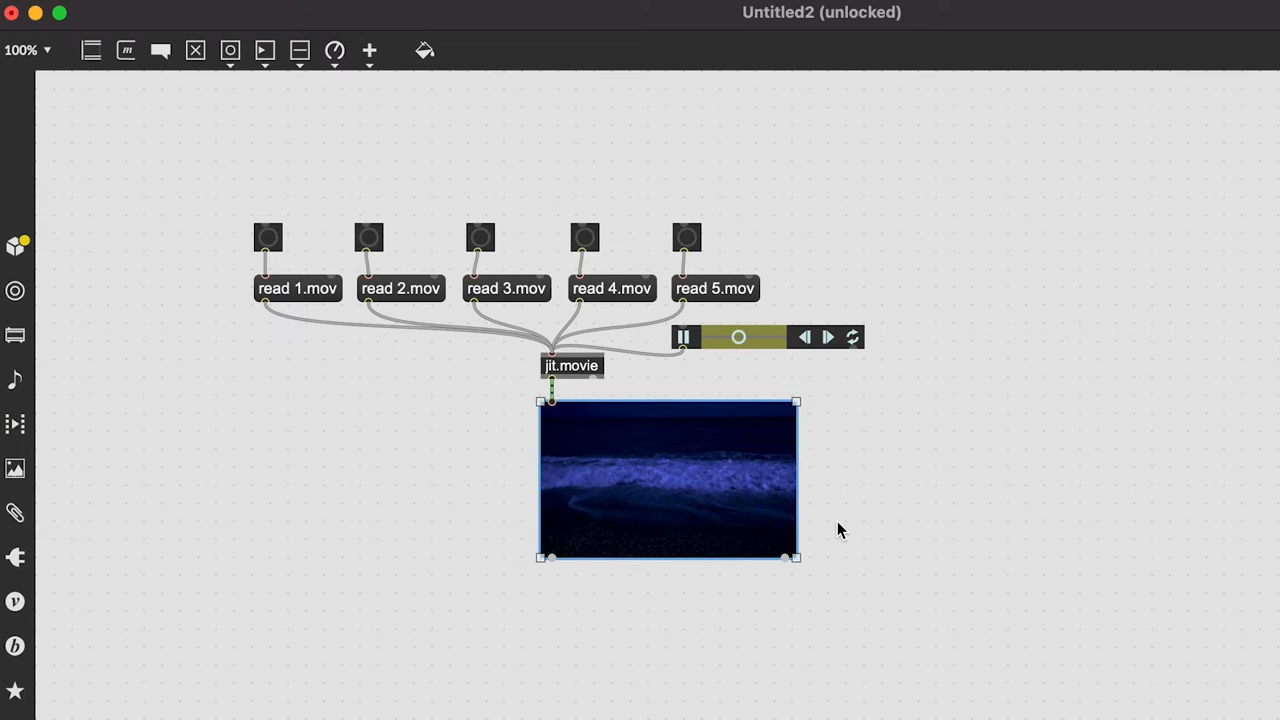 Untitled2 (unlocked)
100%
m
read 1.mov
read 2.mov
read 3.mov
read 4.mov
read 5.mov
jit.movie
v
b